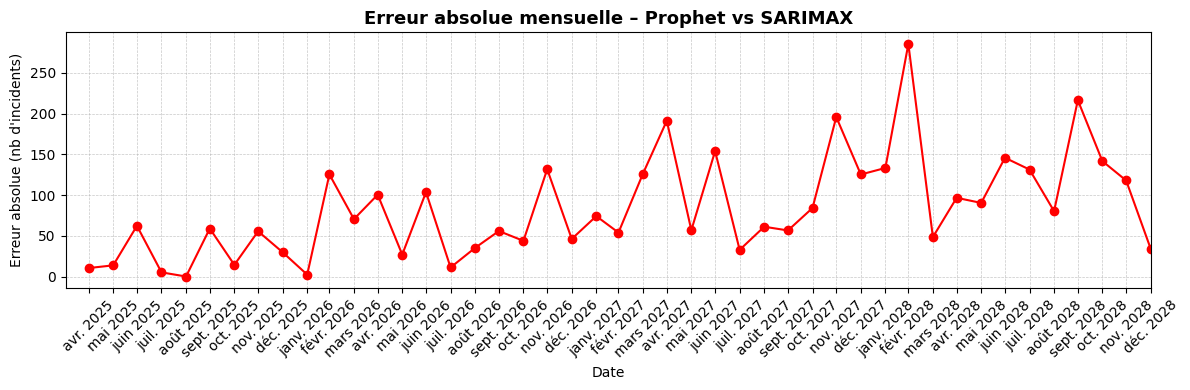 Erreur absolue mensuelle – Prophet vs SARIMAX
Erreur absolue (nb d'incidents)
250
200
150
100
50
0
avr. 2025
mai 2025
juin 2025
juil. 2025
août 2025
sept. 2025
oct. 2025
nov. 2025
déc. 2025
janv. 2026
févr. 2026
mars 2026
avr. 2026
mai 2026
juin 2026
juil. 2026
août 2026
sept. 2026
oct. 2026
nov. 2026
déc. 2026
janv. 2027
févr. 2027
mars 2027
avr. 2027
mai 2027
juin 2027
juil. 2027
août 2027
sept. 2027
oct. 2027
nov. 2027
déc. 2027
janv. 2028
févr. 2028
mars 2028
avr. 2028
mai 2028
juin 2028
juil. 2028
août 2028
sept. 2028
oct. 2028
nov. 2028
déc. 2028
Date